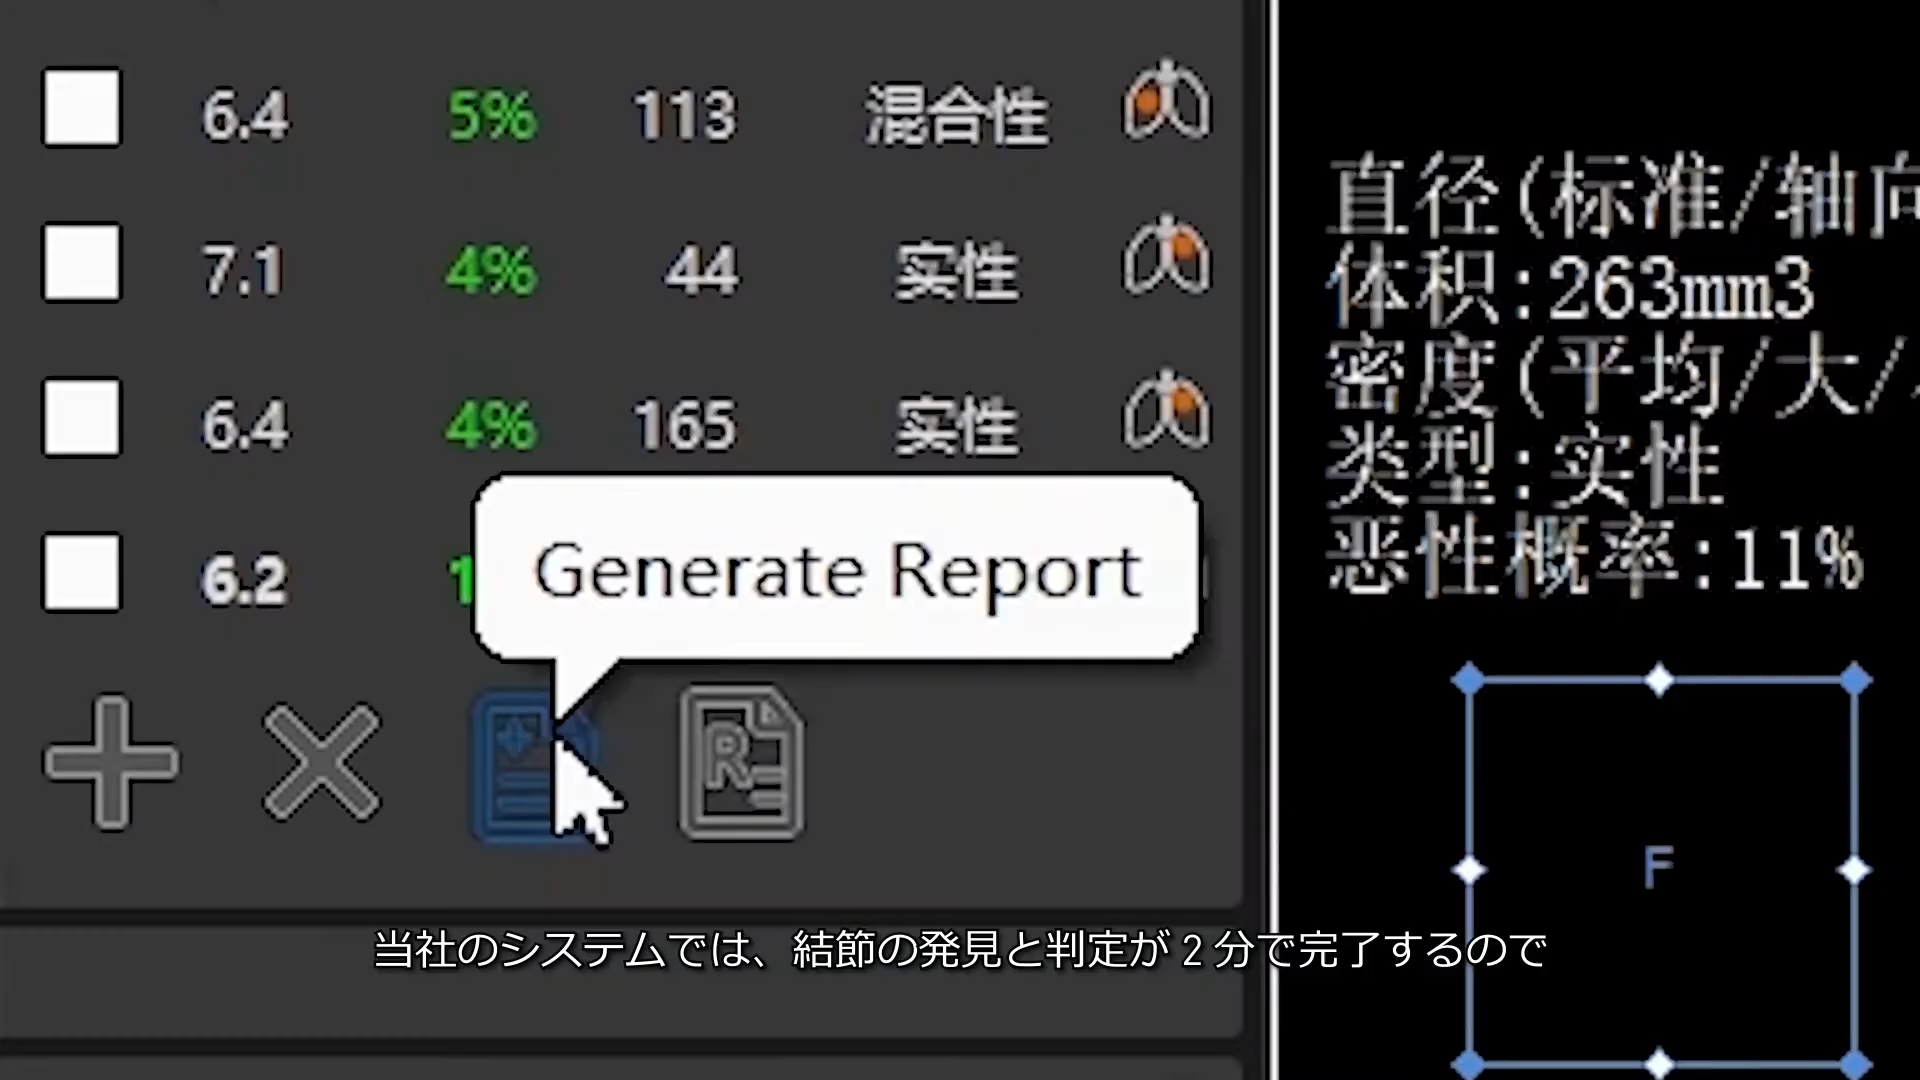 6.4 5% 113 混合性
7.1 4% 44 实性
6.4 4% 165 实性
6.2
Generate Report
R
直径(标准/轴向
体积:263mm3
密度(平均/大/
类型:实性
恶性概率:11%
F
当社のシステムでは、結節の発見と判定が 2 分で完了するので